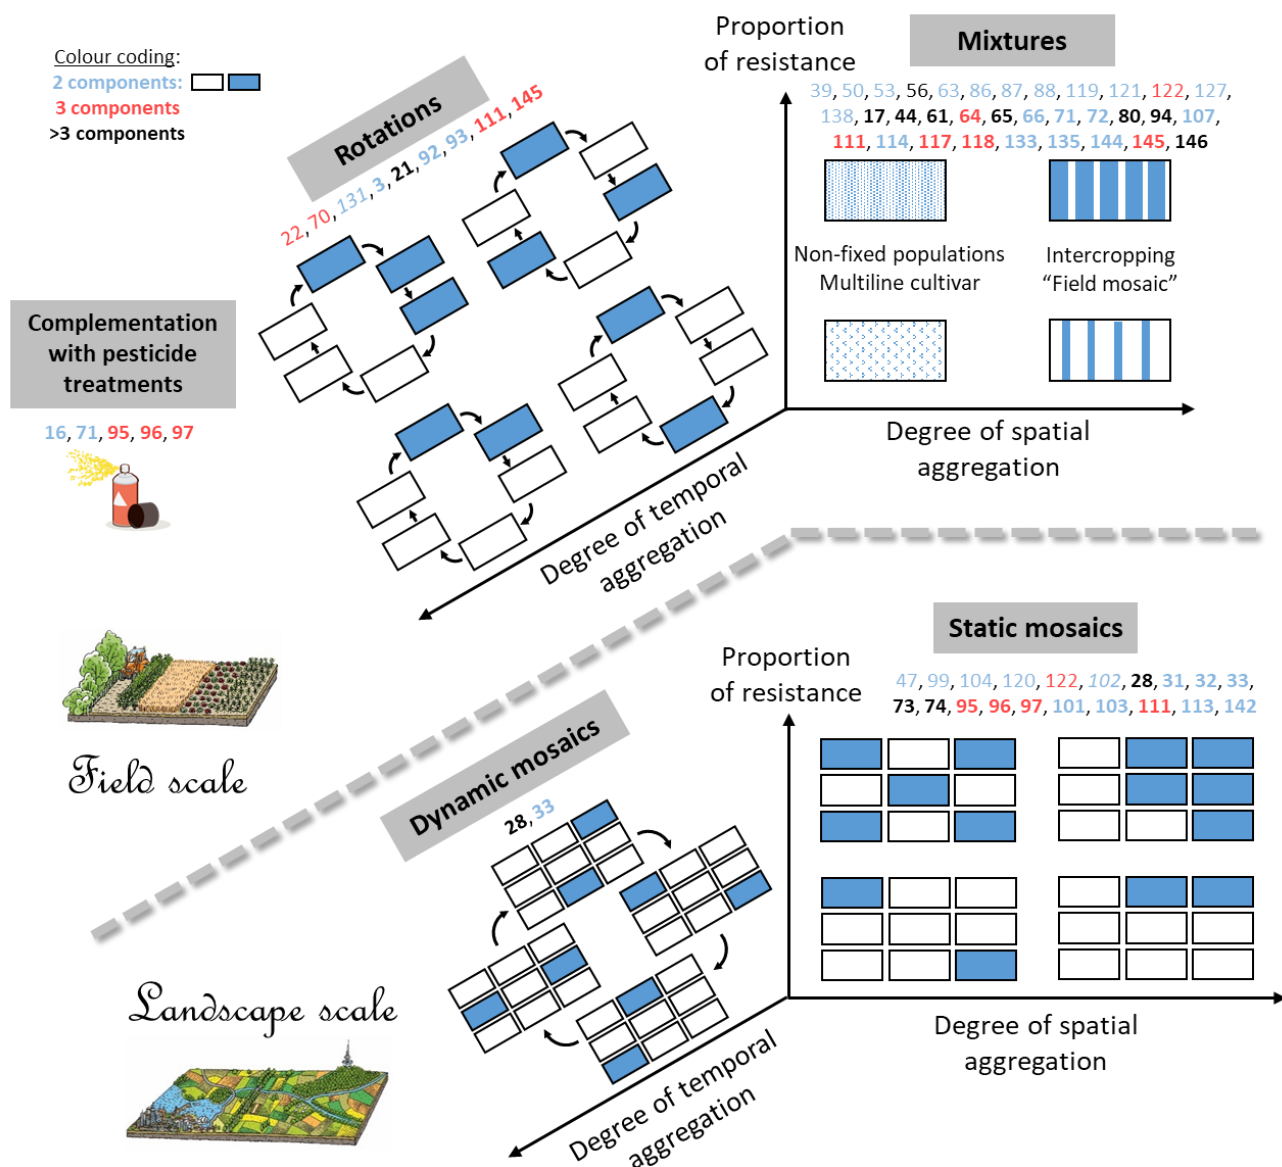 Colour coding:
2 components:
3 components
>3 components
Rotations
22, 70, 131, 3, 21, 92, 93, 111, 145
Proportion
of resistance
Mixtures
39, 50, 53, 56, 63, 86, 87, 88, 119, 121, 122, 127,
138, 17, 44, 61, 64, 65, 66, 71, 72, 80, 94, 107,
111, 114, 117, 118, 133, 135, 144, 145, 146
Non-fixed populations
Multiline cultivar
Intercropping
“Field mosaic”
Degree of spatial
aggregation
Degree of temporal
aggregation
Complementation
with pesticide
treatments
16, 71, 95, 96, 97
Field scale
Landscape scale
Dynamic mosaics
28, 33
Proportion
of resistance
Static mosaics
47, 99, 104, 120, 122, 102, 28, 31, 32, 33,
73, 74, 95, 96, 97, 101, 103, 111, 113, 142
Degree of spatial
aggregation
Degree of temporal
aggregation